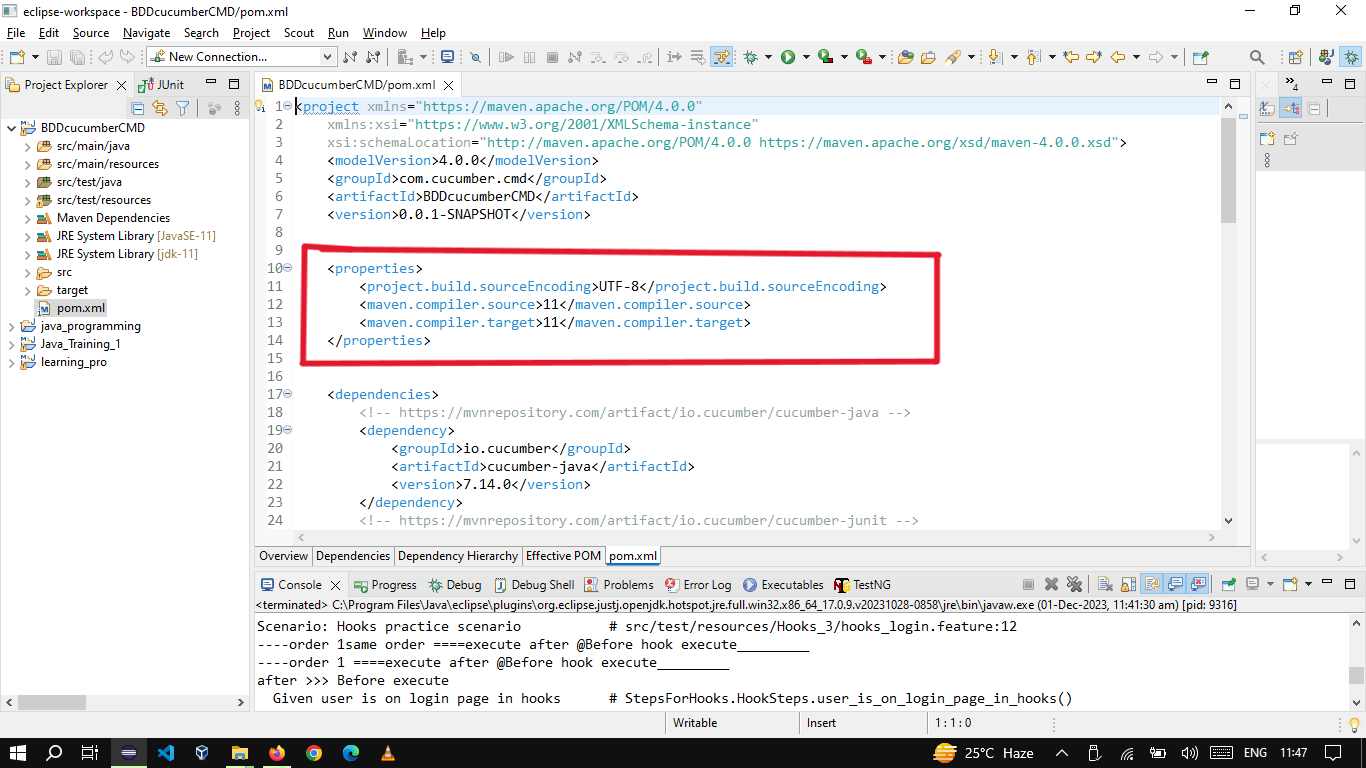 eclipse-workspace - BDDcucumberCMD/pom.xml
File Edit Source Navigate Search Project Scout Run Window Help
New Connection...
Project Explorer
JUnit
BDDcucumberCMD/pom.xml
4
BDDcucumberCMD
src/main/java
src/main/resources
src/test/java
src/test/resources
Maven Dependencies
JRE System Library [JavaSE-11]
JRE System Library [jdk-11]
src
target
pom.xml
java_programming
Java_Training_1
learning_pro
1 <project xmlns="https://maven.apache.org/POM/4.0.0"
2 xmlns:xsi="https://www.w3.org/2001/XMLSchema-instance"
3 xsi:schemaLocation="http://maven.apache.org/POM/4.0.0 https://maven.apache.org/xsd/maven-4.0.0.xsd">
4 <modelVersion>4.0.0</modelVersion>
5 <groupId>com.cucumber.cmd</groupId>
6 <artifactId>BDDcucumberCMD</artifactId>
7 <version>0.0.1-SNAPSHOT</version>
8
9
10 <properties>
11 <project.build.sourceEncoding>UTF-8</project.build.sourceEncoding>
12 <maven.compiler.source>11</maven.compiler.source>
13 <maven.compiler.target>11</maven.compiler.target>
14 </properties>
15
16
17 <dependencies>
18 <!-- https://mvnrepository.com/artifact/io.cucumber/cucumber-java -->
19 <dependency>
20 <groupId>io.cucumber</groupId>
21 <artifactId>cucumber-java</artifactId>
22 <version>7.14.0</version>
23 </dependency>
24 <!-- https://mvnrepository.com/artifact/io.cucumber/cucumber-junit -->
Overview Dependencies Dependency Hierarchy Effective POM pom.xml
Console Progress Debug Debug Shell Problems Error Log Executables TestNG
<terminated> C:\Program Files\Java\eclipse\plugins\org.eclipse.justj.openjdk.hotspot.jre.full.win32.x86_64_17.0.9.v20231028-0858\jre\bin\javaw.exe (01-Dec-2023, 11:41:30 am) [pid: 9316]
Scenario: Hooks practice scenario # src/test/resources/Hooks_3/hooks_login.feature:12
----order 1same order ====execute after @Before hook execute_________
----order 1 ====execute after @Before hook execute_________
after >>> Before execute
Given user is on login page in hooks # StepsForHooks.HookSteps.user_is_on_login_page_in_hooks()
Writable Insert 1 : 1 : 0
25°C Haze ENG 11:47